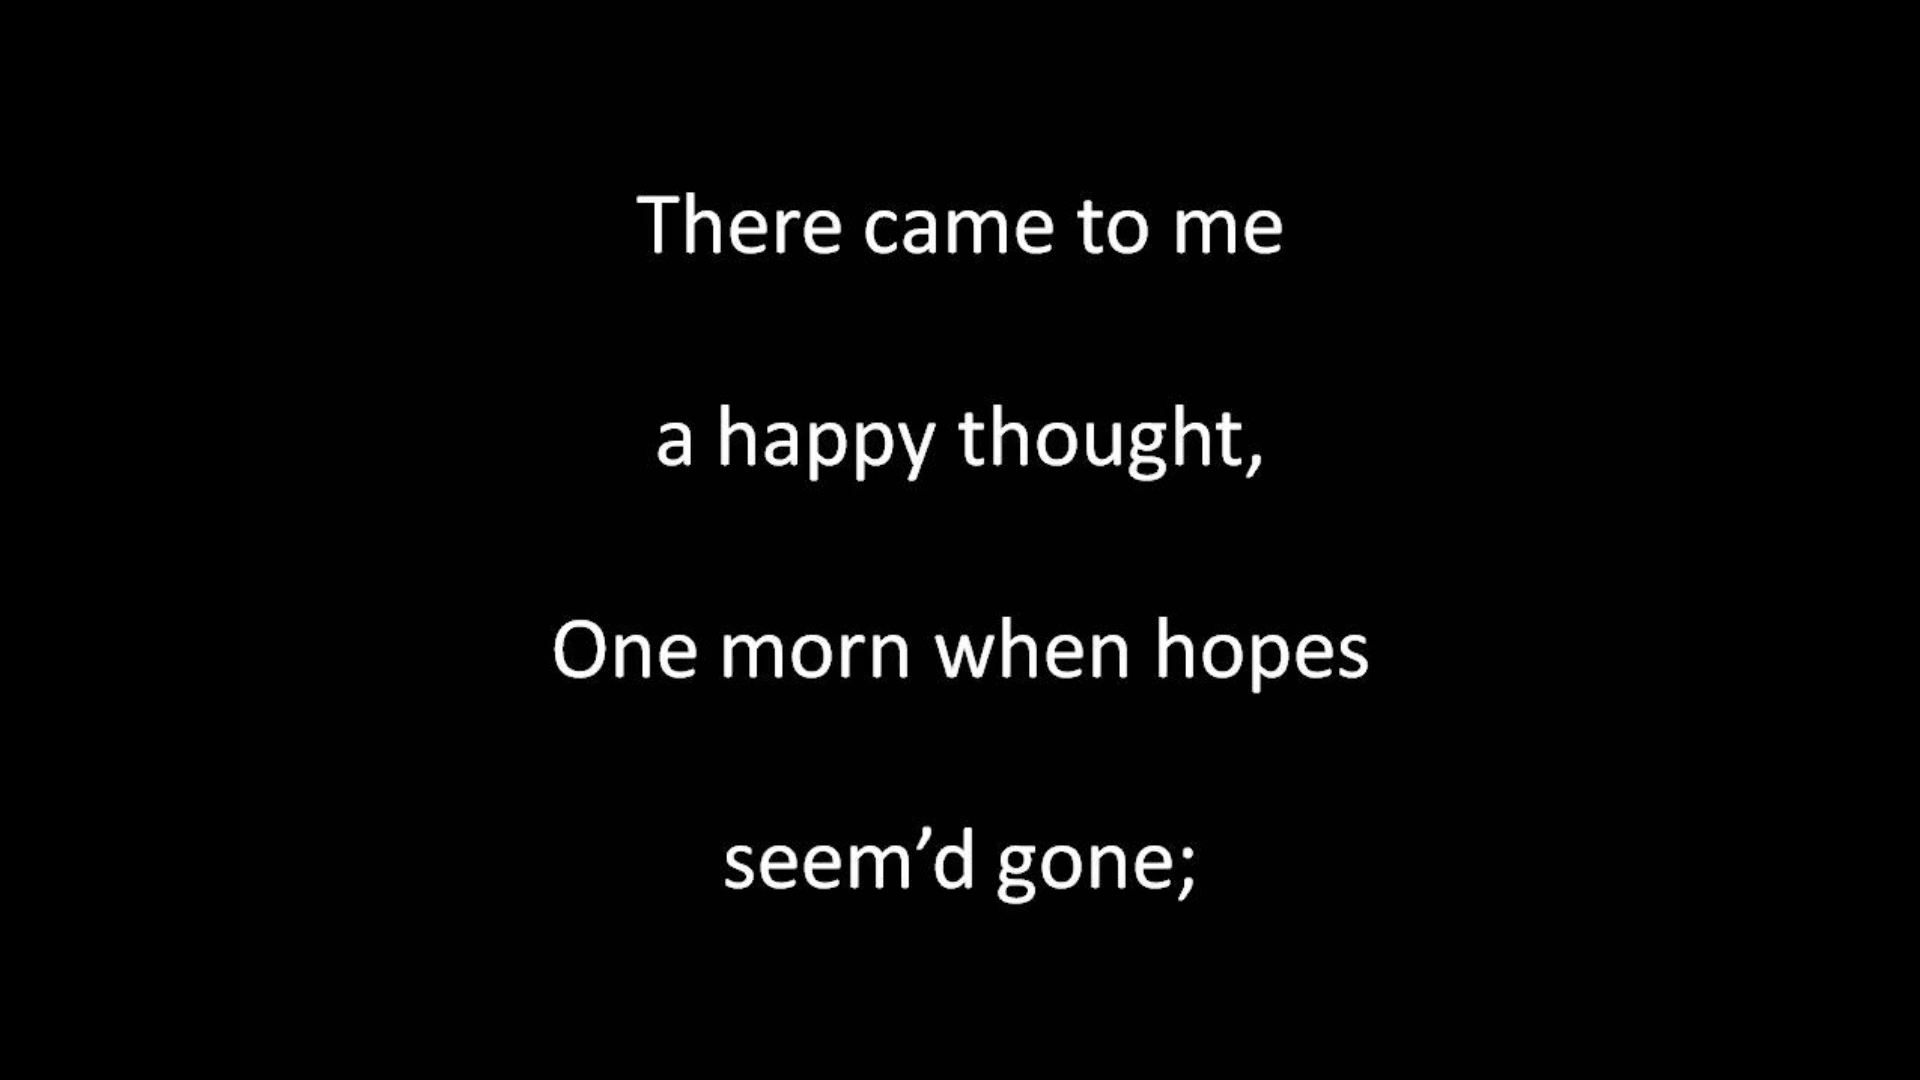 There came to me
a happy thought,
One morn when hopes
seem’d gone;